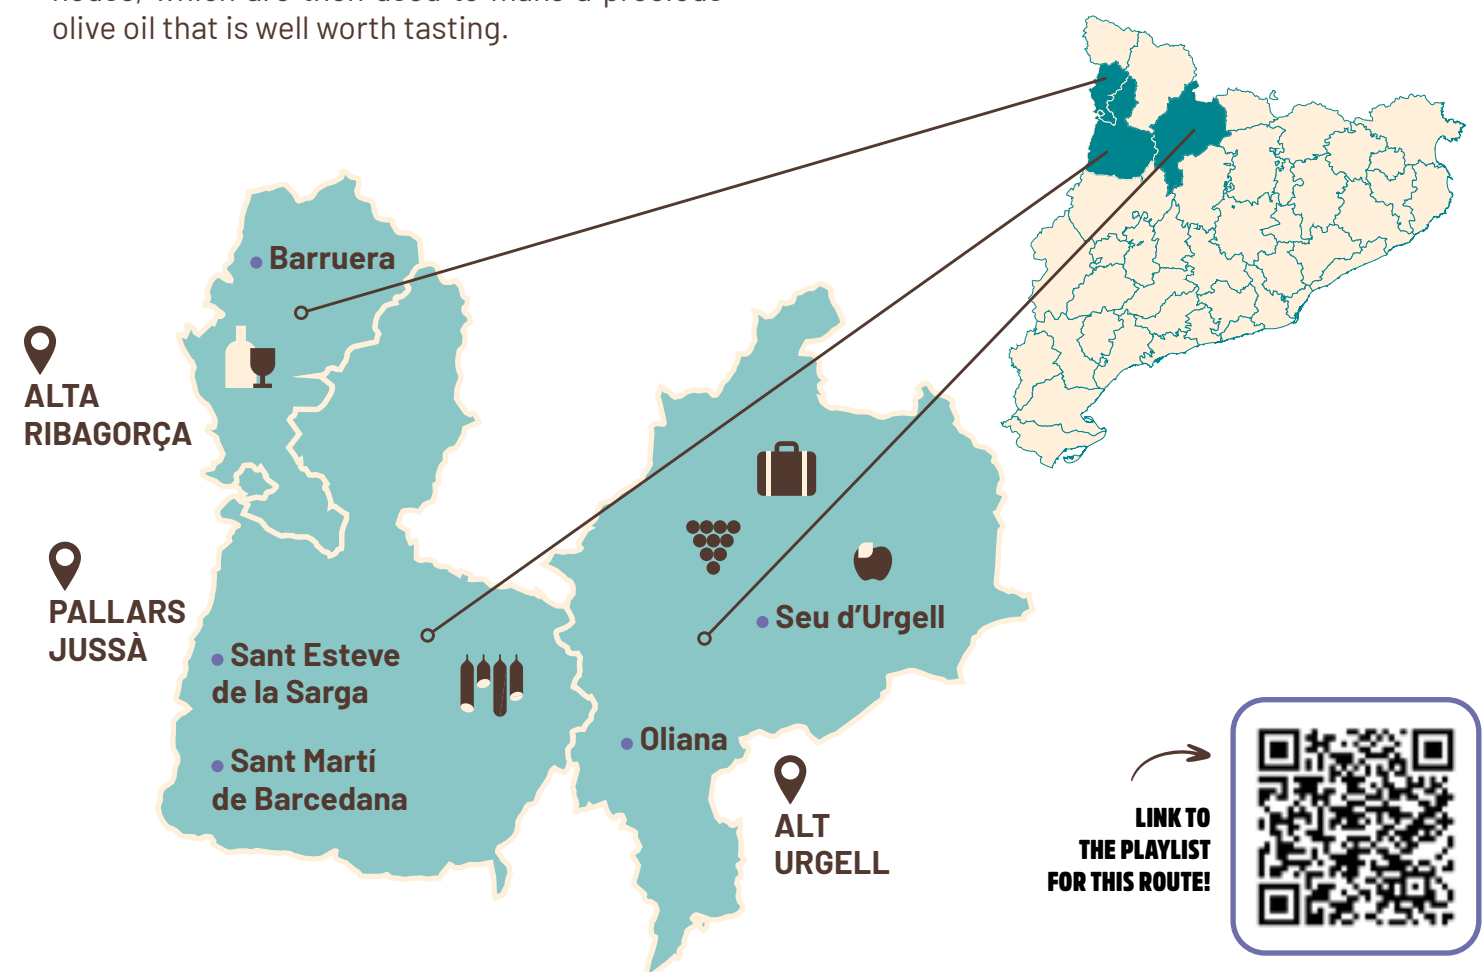 olive oil that is well worth tasting.
Barruera
ALTA
RIBAGORÇA
PALLARS
JUSSÀ
Sant Esteve
de la Sarga
Sant Martí
de Barcedana
Seu d’Urgell
Oliana
ALT
URGELL
LINK TO
THE PLAYLIST
FOR THIS ROUTE!